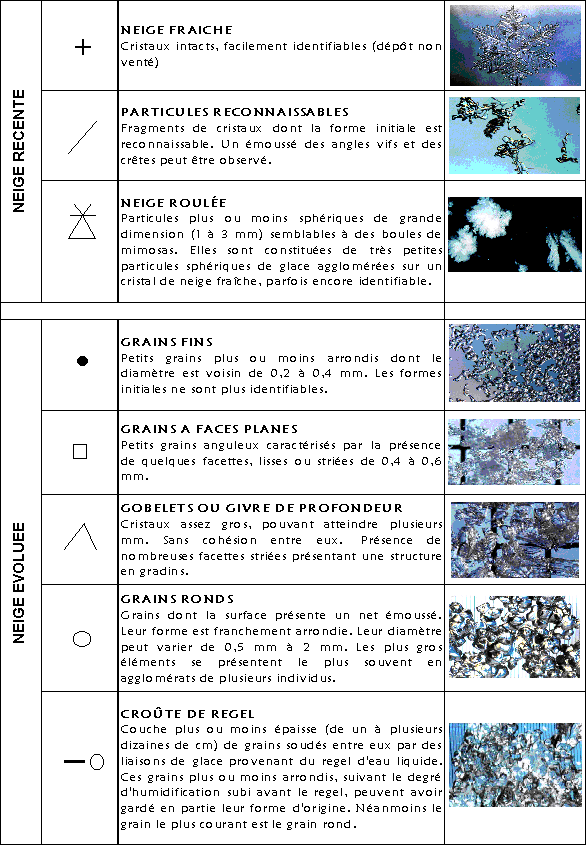 NEIGE RECENTE
NEIGE FRAICHE
Cristaux intacts, facilement identifiables (dépôt non
venté)
PARTICULES RECONNAISSABLES
Fragments de cristaux dont la forme initiale est
reconnaissable. Un émoussé des angles vifs et des
crêtes peut être observé.
NEIGE ROULÉE
Particules plus ou moins sphériques de grande
dimension (1 à 3 mm) semblables à des boules de
mimosas. Elles sont constituées de très petites
particules sphériques de glace agglomérées sur un
cristal de neige fraîche, parfois encore identifiable.
NEIGE EVOLUEE
GRAINS FINS
Petits grains plus ou moins arrondis dont le
diamètre est voisin de 0,2 à 0,4 mm. Les formes
initiales ne sont plus identifiables.
GRAINS A FACES PLANES
Petits grains anguleux caractérisés par la présence
de quelques facettes, lisses ou striées de 0,4 à 0,6
mm.
GOBELETS OU GIVRE DE PROFONDEUR
Cristaux assez gros, pouvant atteindre plusieurs
mm. Sans cohésion entre eux. Présence de
nombreuses facettes striées présentant une structure
en gradins.
GRAINS RONDS
Grains dont la surface présente un net émoussé.
Leur forme est franchement arrondie. Leur diamètre
peut varier de 0,5 mm à 2 mm. Les plus gros
éléments se présentent le plus souvent en
agglomérats de plusieurs individus.
CROÛTE DE REGEL
Couche plus ou moins épaisse (de un à plusieurs
dizaines de cm) de grains soudés entre eux par des
liaisons de glace provenant du regel d'eau liquide.
Ces grains plus ou moins arrondis, suivant le degré
d'humidification subi avant le regel, peuvent avoir
gardé en partie leur forme d'origine. Néanmoins le
grain le plus courant est le grain rond.